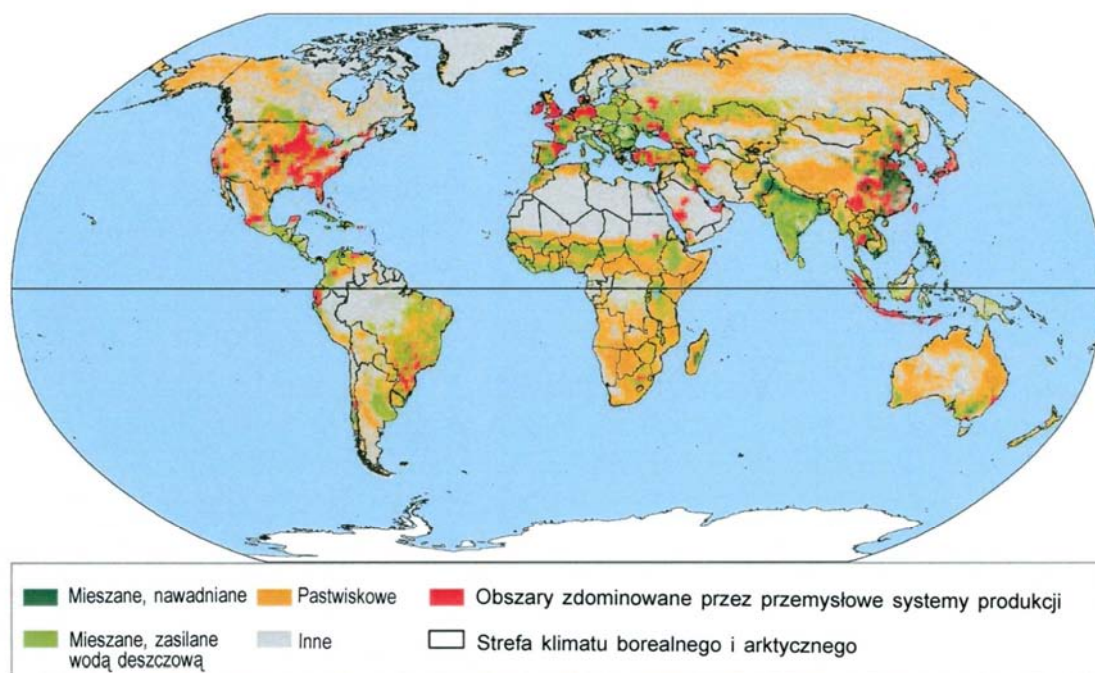 Mieszane, nawadniane
Pastwiskowe
Obszary zdominowane przez przemysłowe systemy produkcji
Mieszane, zasilane
wodą deszczową
Inne
Strefa klimatu borealnego i arktycznego